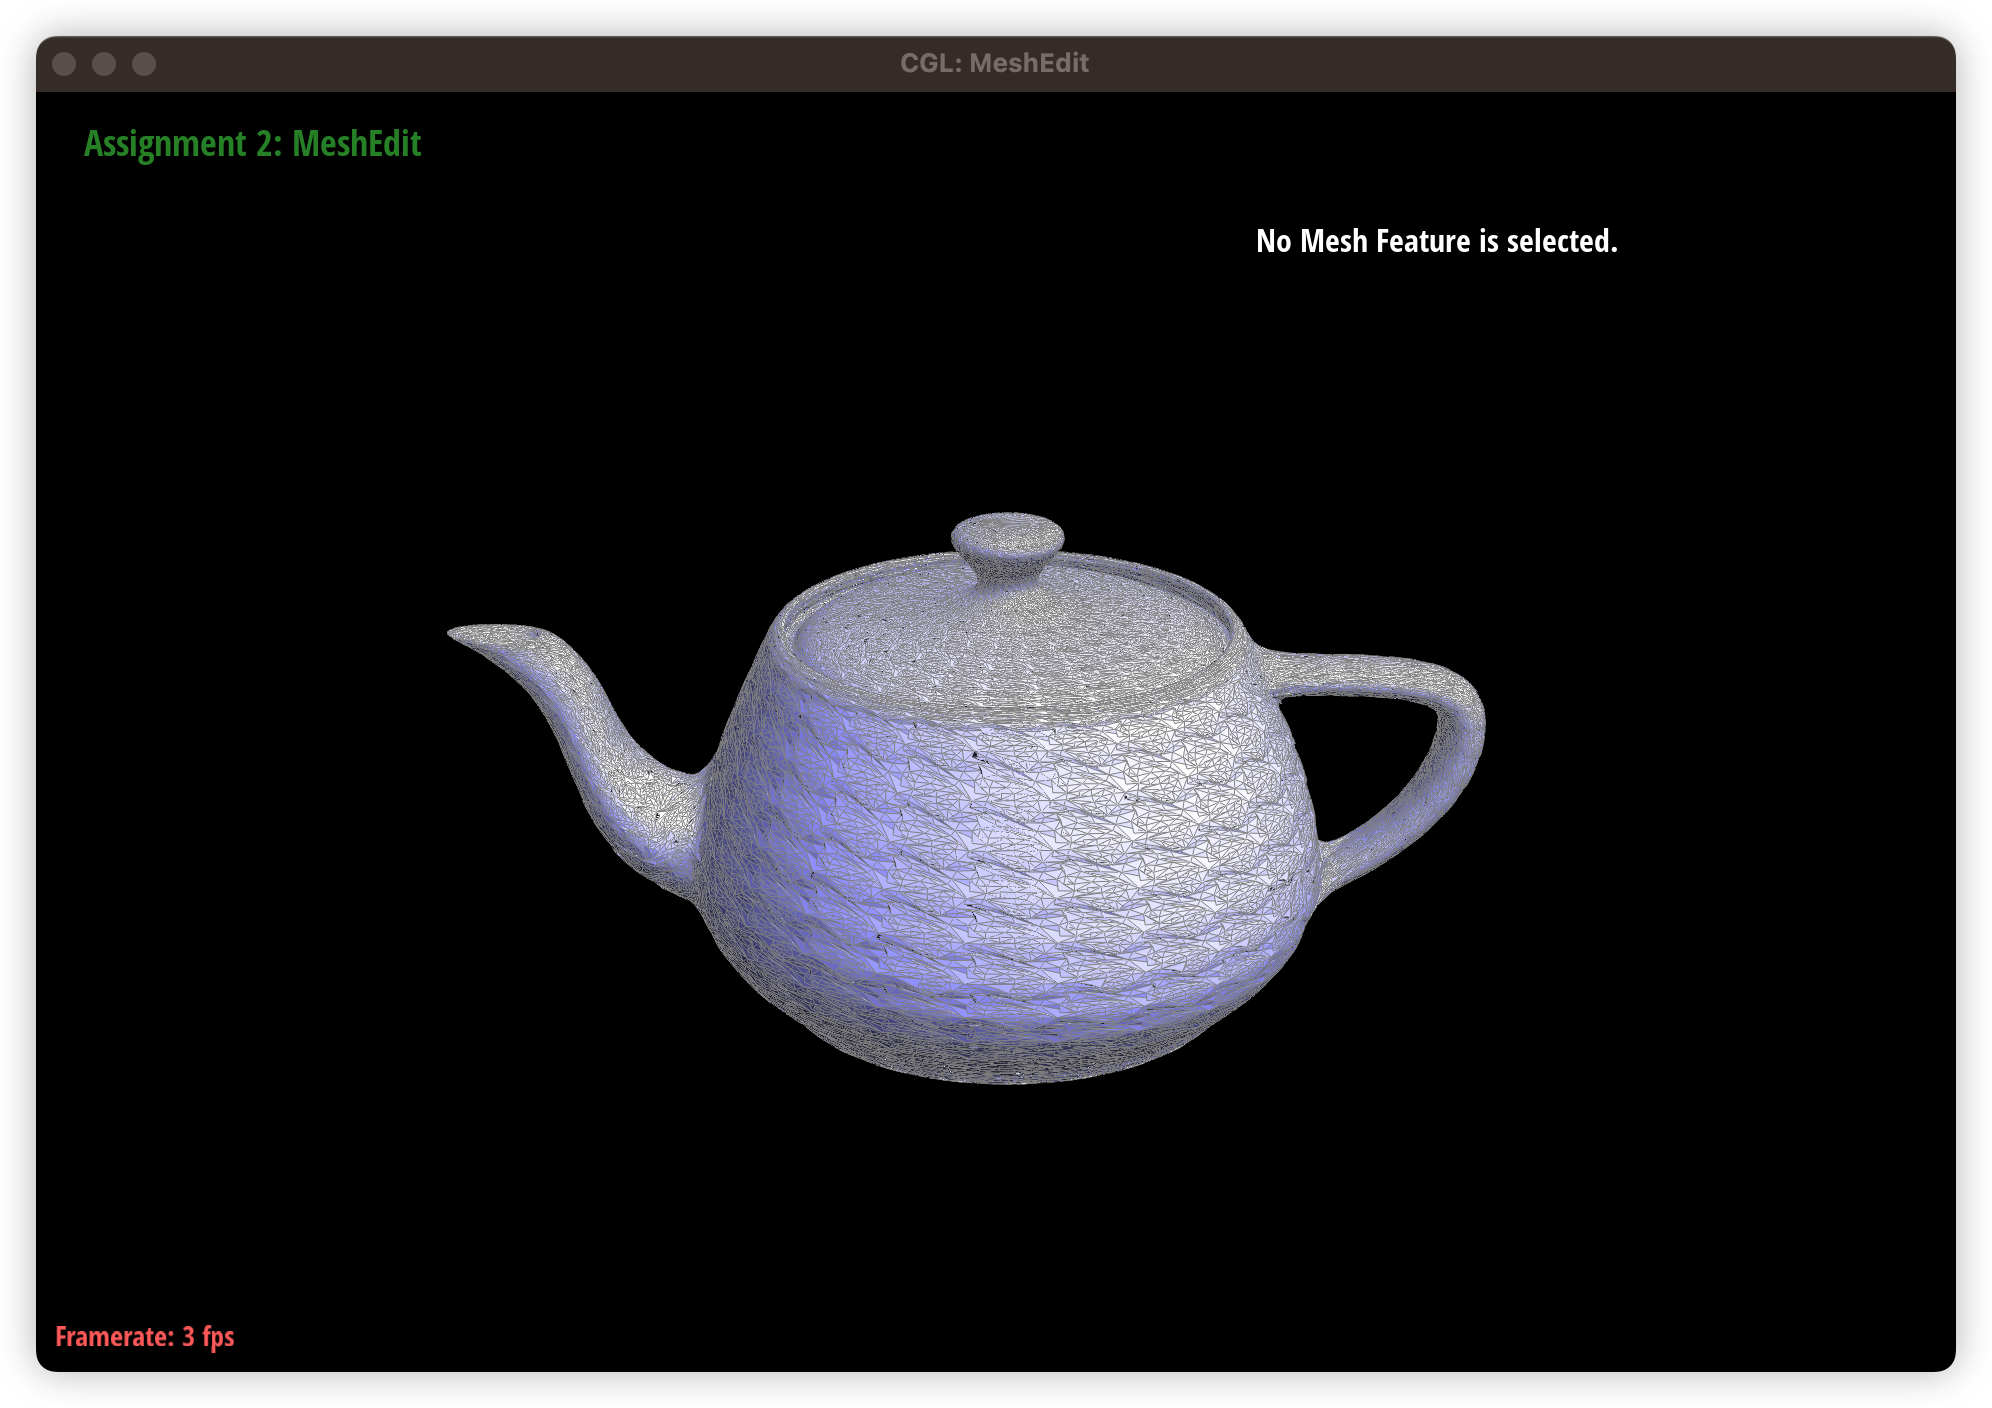 CGL: MeshEdit
Assignment 2: MeshEdit
No Mesh Feature is selected.
Framerate: 3 fps